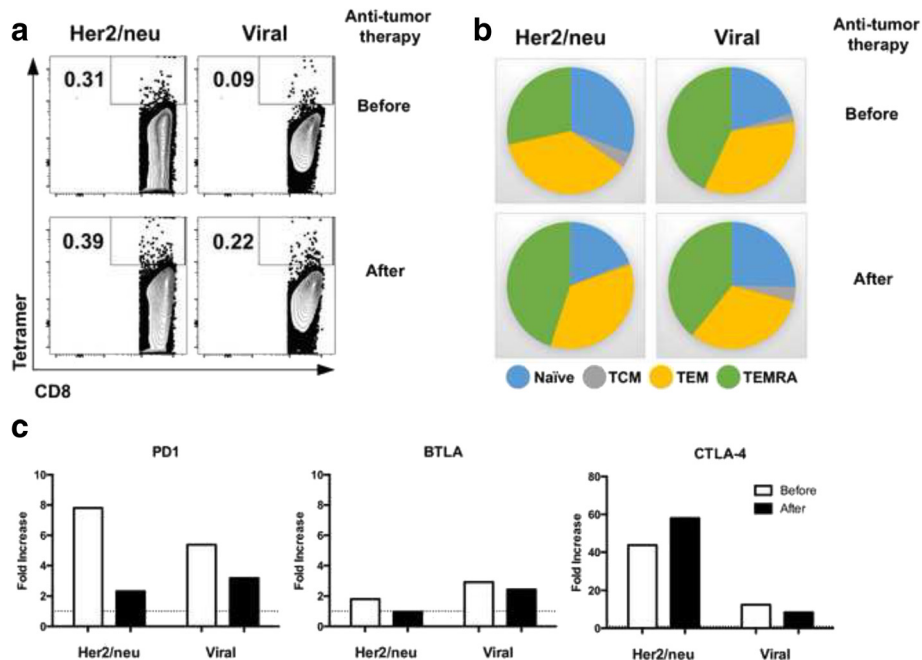 a
Her2/neu Viral Anti-tumor therapy
0.31 0.09 Before
0.39 0.22 After
Tetramer
CD8
b
Her2/neu Viral Anti-tumor therapy
Before
After
Naïve TCM TEM TEMRA
c
PD1
Fold Increase
10
8
6
4
2
0
Her2/neu Viral
BTLA
Fold Increase
10
8
6
4
2
0
Her2/neu Viral
CTLA-4
Fold Increase
80
60
40
20
0
Before
After
Her2/neu Viral